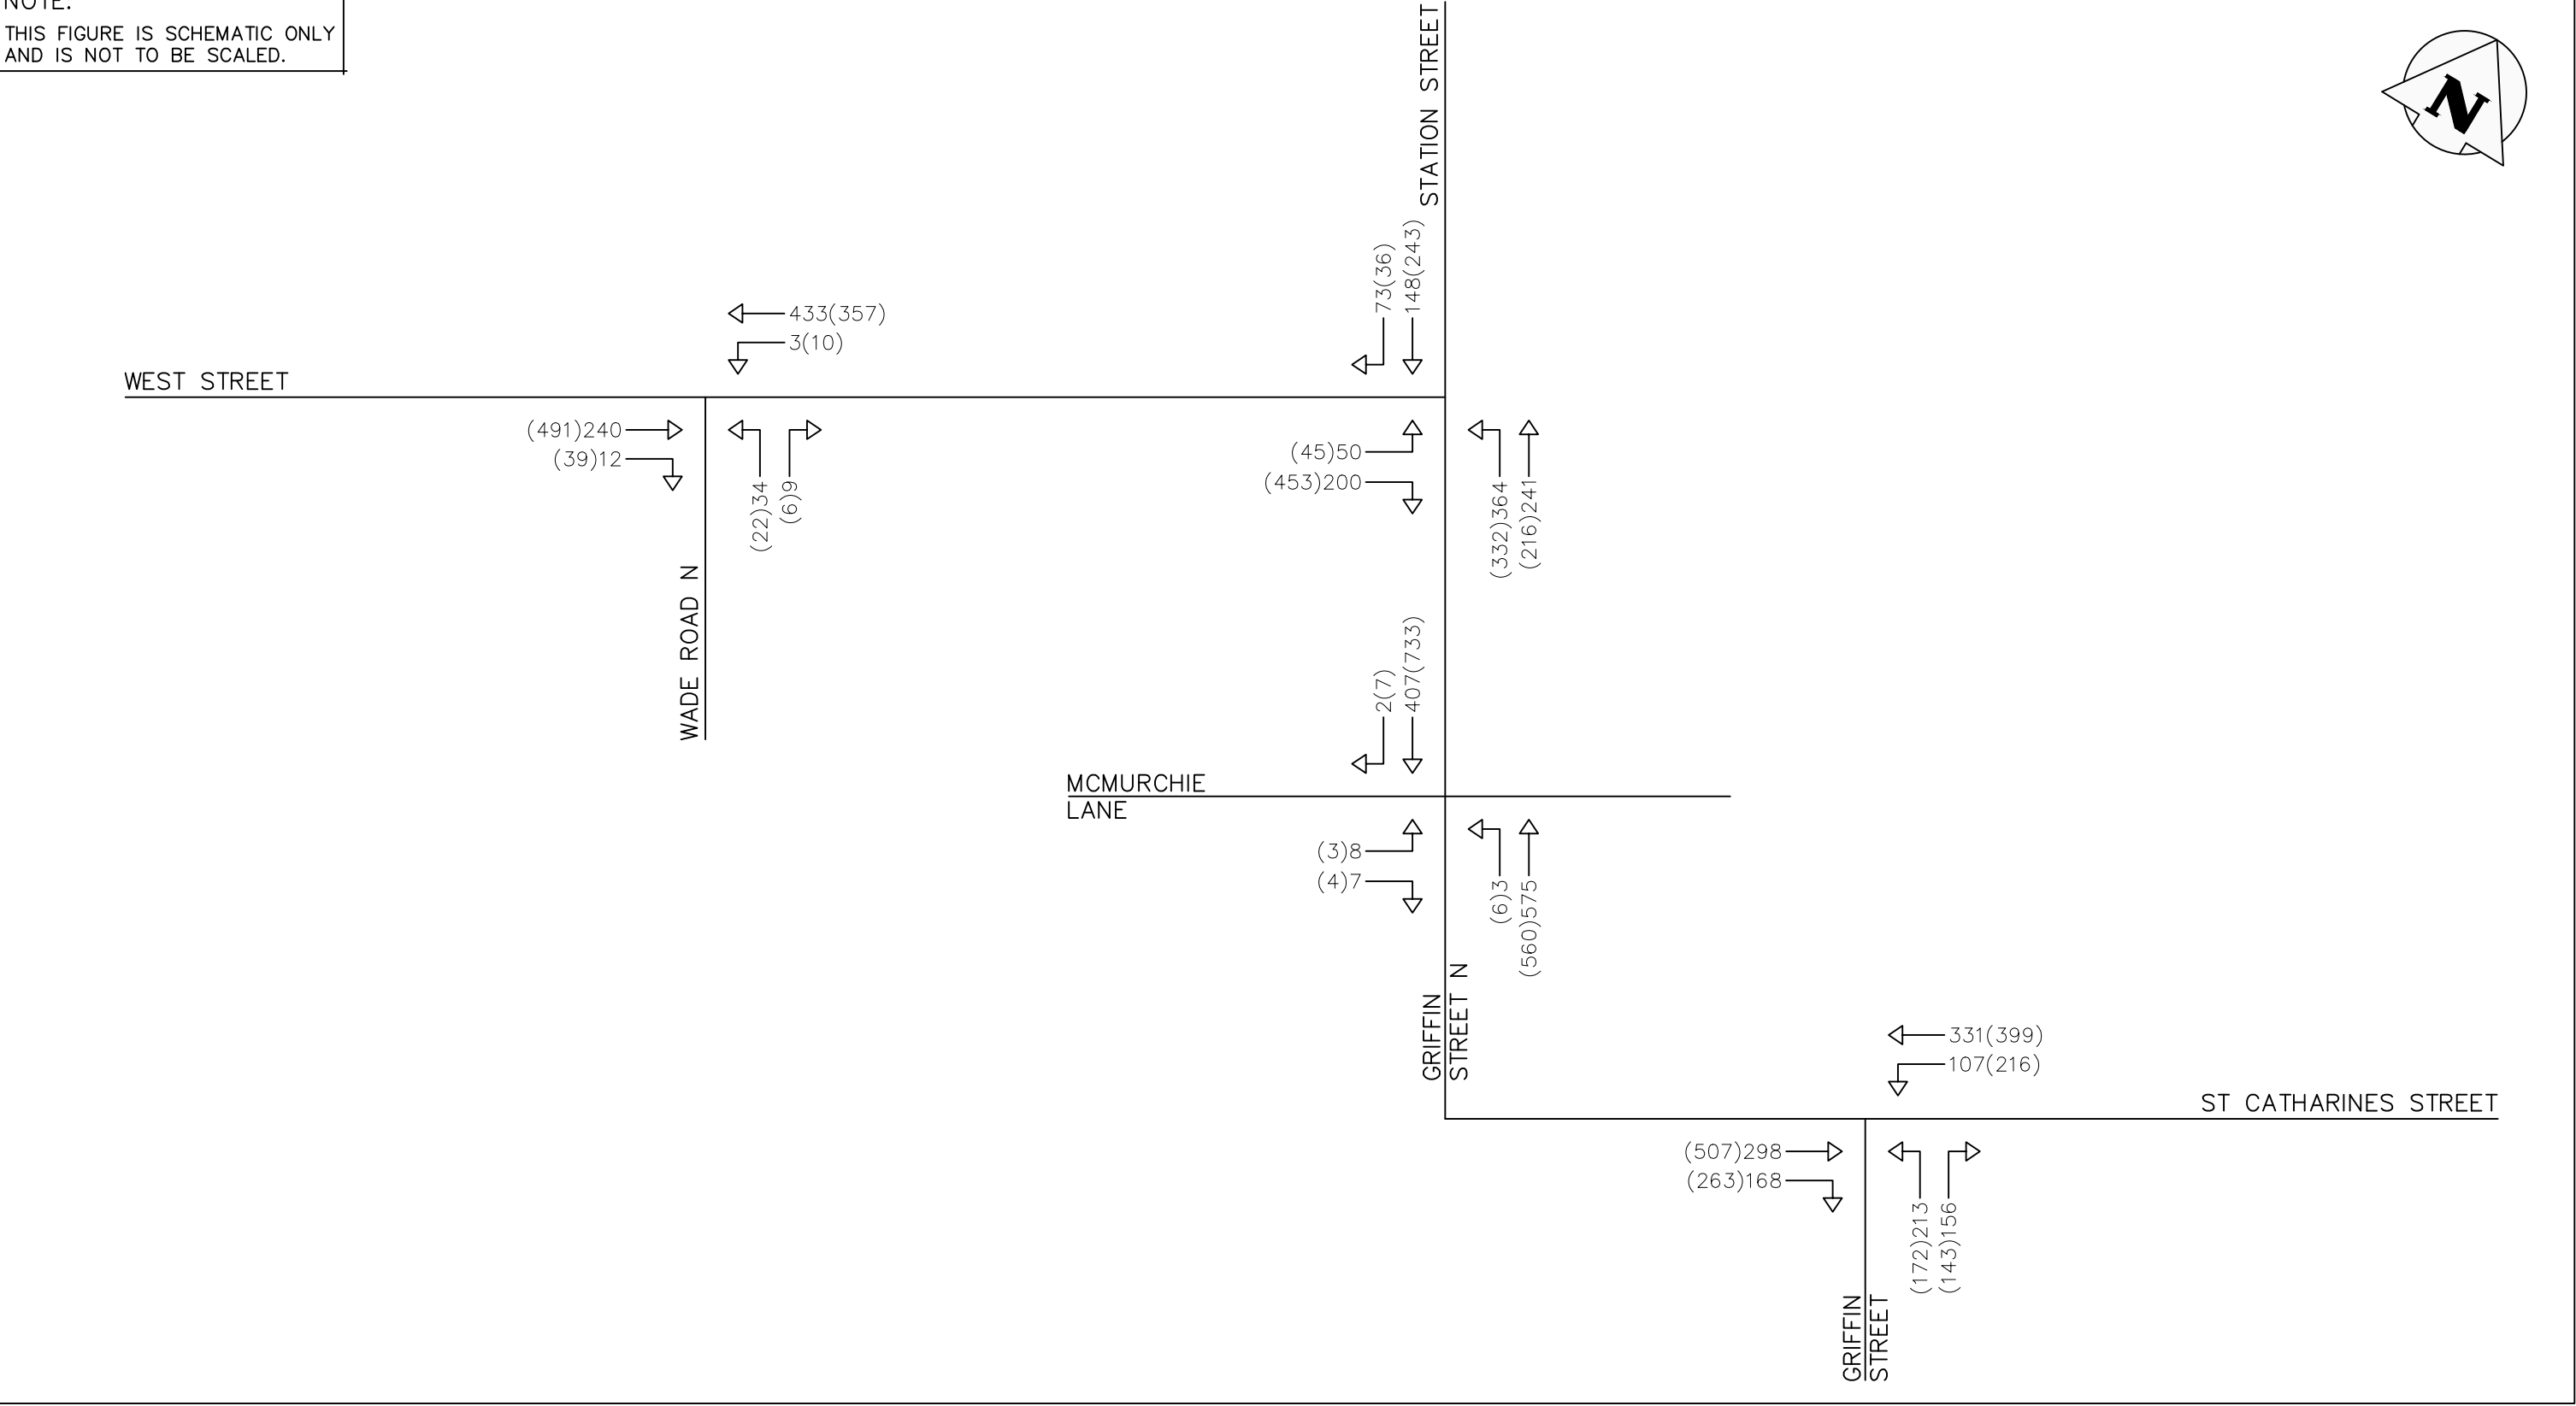 NOTE:
THIS FIGURE IS SCHEMATIC ONLY
AND IS NOT TO BE SCALED.
STATION STREET
N
73(36)
148(243)
433(357)
3(10)
WEST STREET
(491)240
(39)12
(22)34
(6)9
WADE ROAD N
(45)50
(453)200
(332)364
(216)241
2(7)
407(733)
MCMURCHIE
LANE
(3)8
(4)7
(6)3
(560)575
GRIFFIN
STREET N
331(399)
107(216)
ST CATHARINES STREET
(507)298
(263)168
(172)213
(143)156
GRIFFIN
STREET